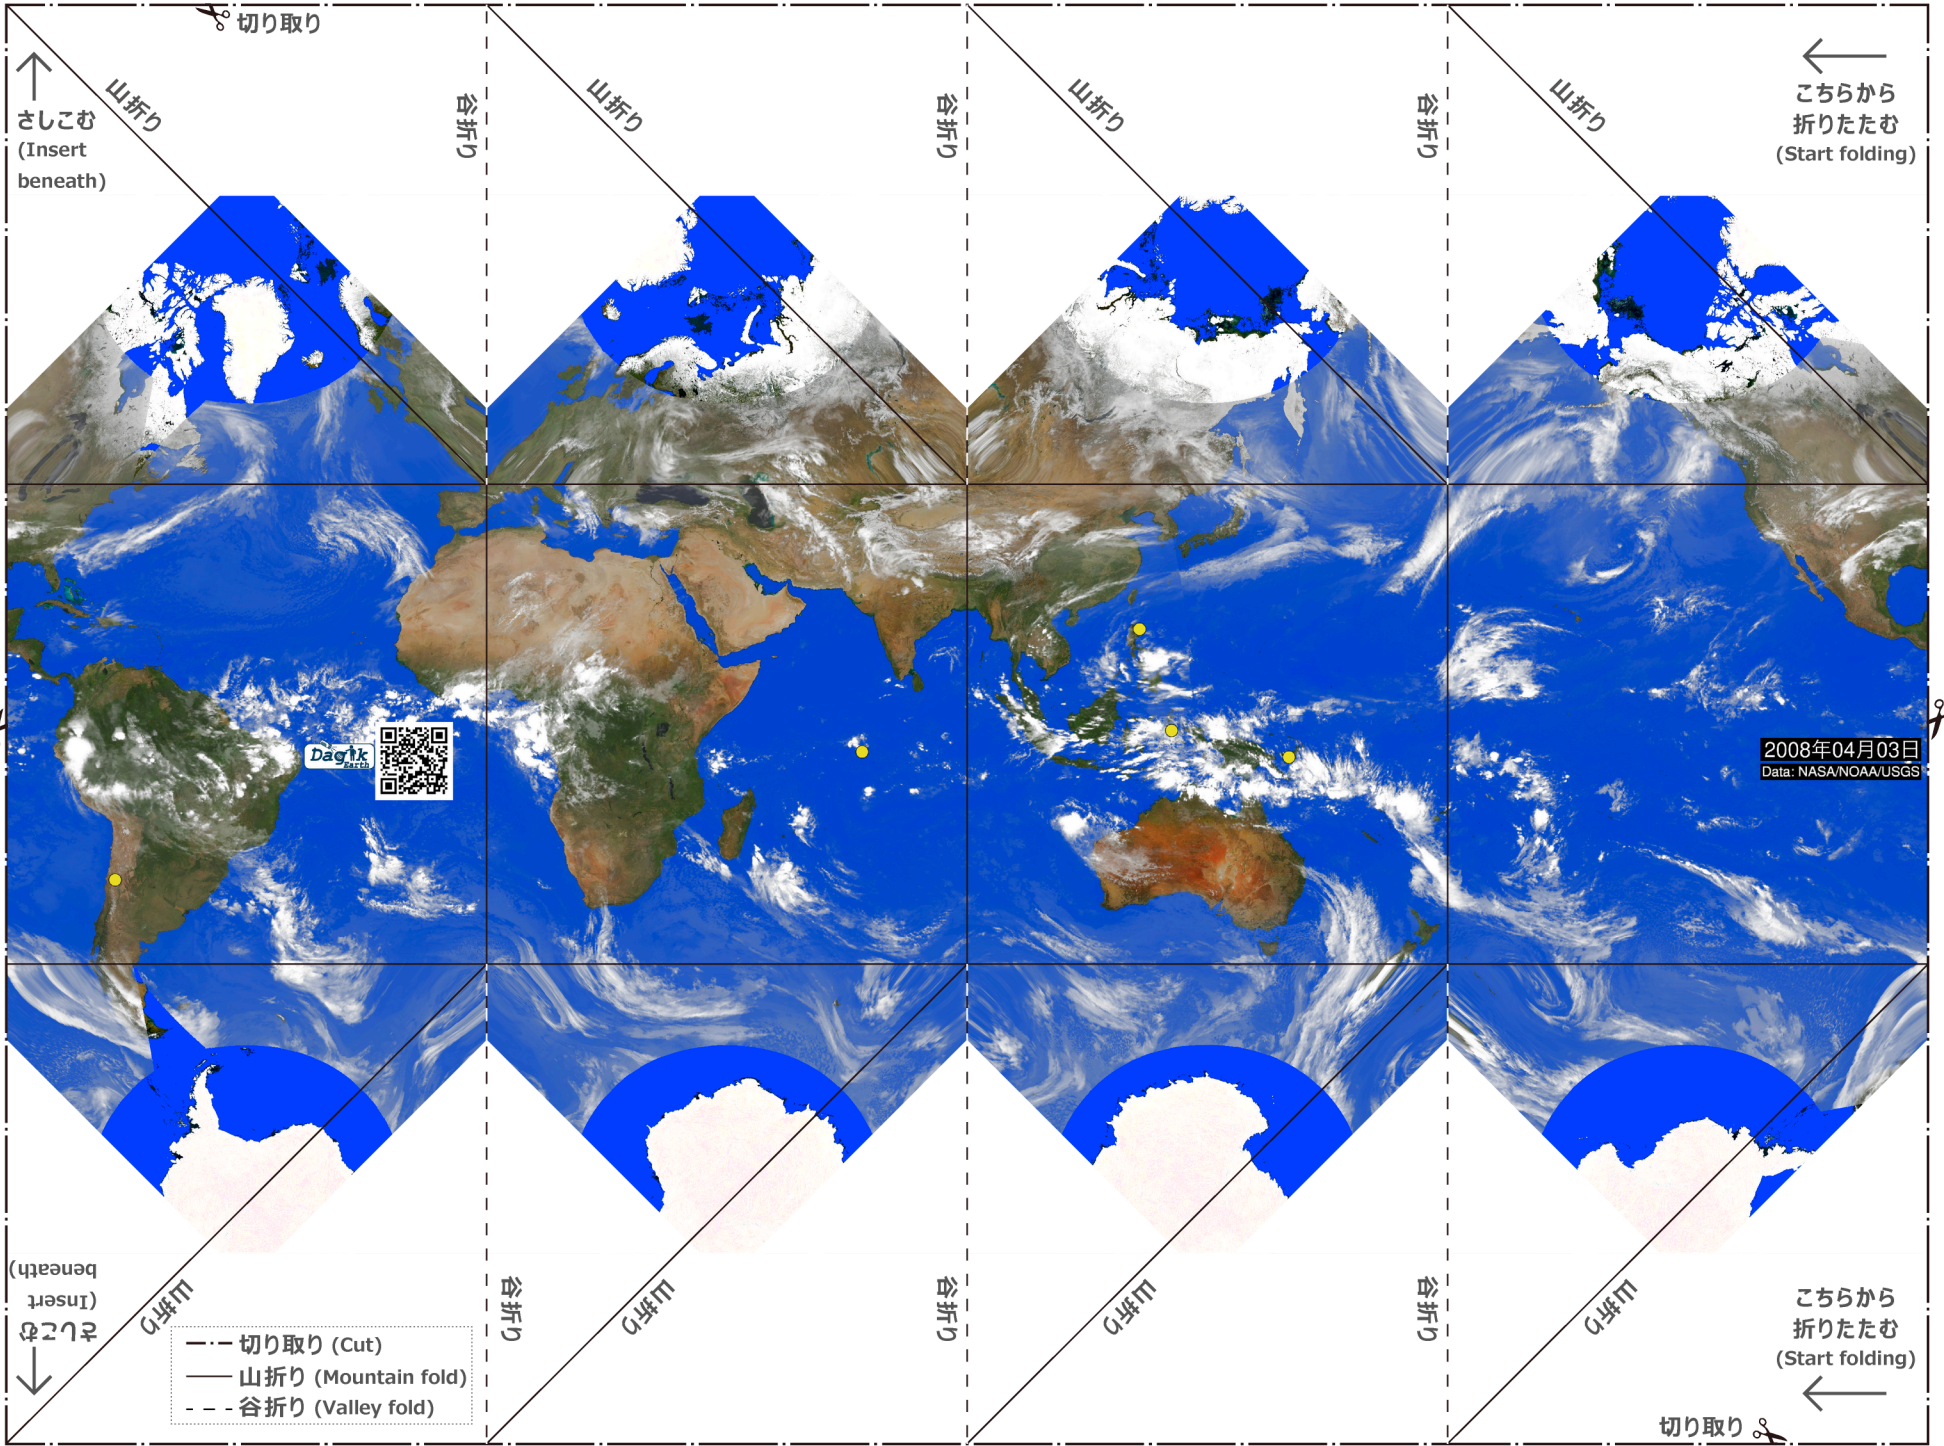 切り取り
山折り
谷折り
山折り
谷折り
山折り
谷折り
山折り
さしこむ
(Insert
beneath)
こちらから
折りたたむ
(Start folding)
Dagik
Earth
2008年04月03日
Data: NASA/NOAA/USGS
さしこむ
(Insert
beneath)
山折り
谷折り
山折り
谷折り
山折り
谷折り
山折り
こちらから
折りたたむ
(Start folding)
切り取り (Cut)
山折り (Mountain fold)
谷折り (Valley fold)
切り取り